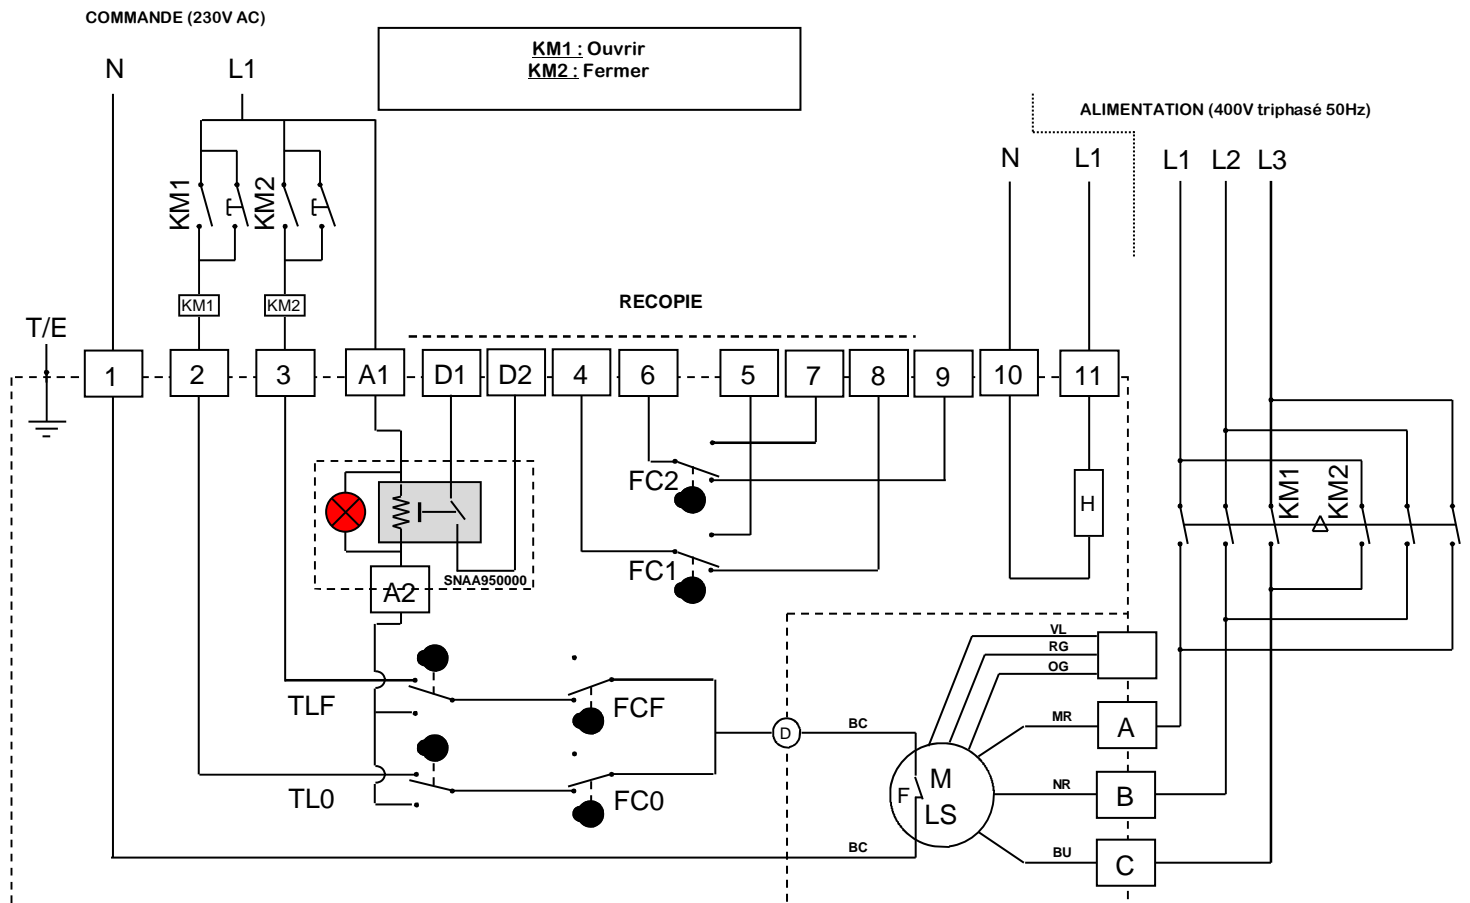 COMMANDE (230V AC)
KM1 : Ouvrir
KM2 : Fermer
N
L1
ALIMENTATION (400V triphasé 50Hz)
N
L1
L1
L2
L3
KM1
KM2
KM1
KM2
RECOPIE
T/E
1
2
3
A1
D1
D2
4
6
5
7
8
9
10
11
FC2
KM1
KM2
H
FC1
SNAA950000
A2
VL
RG
OG
TLF
FCF
D
BC
MR
A
TL0
FC0
F
M
LS
NR
B
BC
BU
C